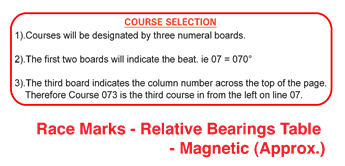 COURSE SELECTION
1).Courses will be designated by three numeral boards.
2).The first two boards will indicate the beat. ie 07 = 070°
3).The third board indicates the column number across the top of the page.
Therefore Course 073 is the third course in from the left on line 07.
Race Marks - Relative Bearings Table
- Magnetic (Approx.)